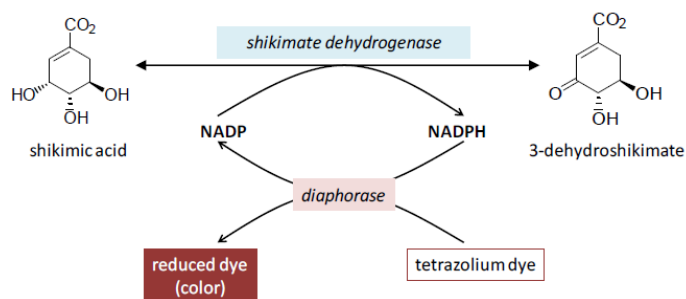 CO2
shikimate dehydrogenase
CO2
HO
OH
OH
O
OH
OH
shikimic acid
NADP
NADPH
3-dehydroshikimate
diaphorase
reduced dye
(color)
tetrazolium dye